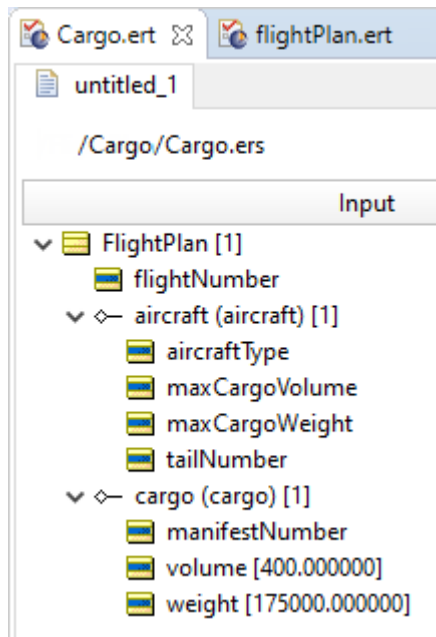 Cargo.ert flightPlan.ert
untitled_1
/Cargo/Cargo.ers
Input
FlightPlan [1]
flightNumber
aircraft (aircraft) [1]
aircraftType
maxCargoVolume
maxCargoWeight
tailNumber
cargo (cargo) [1]
manifestNumber
volume [400.000000]
weight [175000.000000]